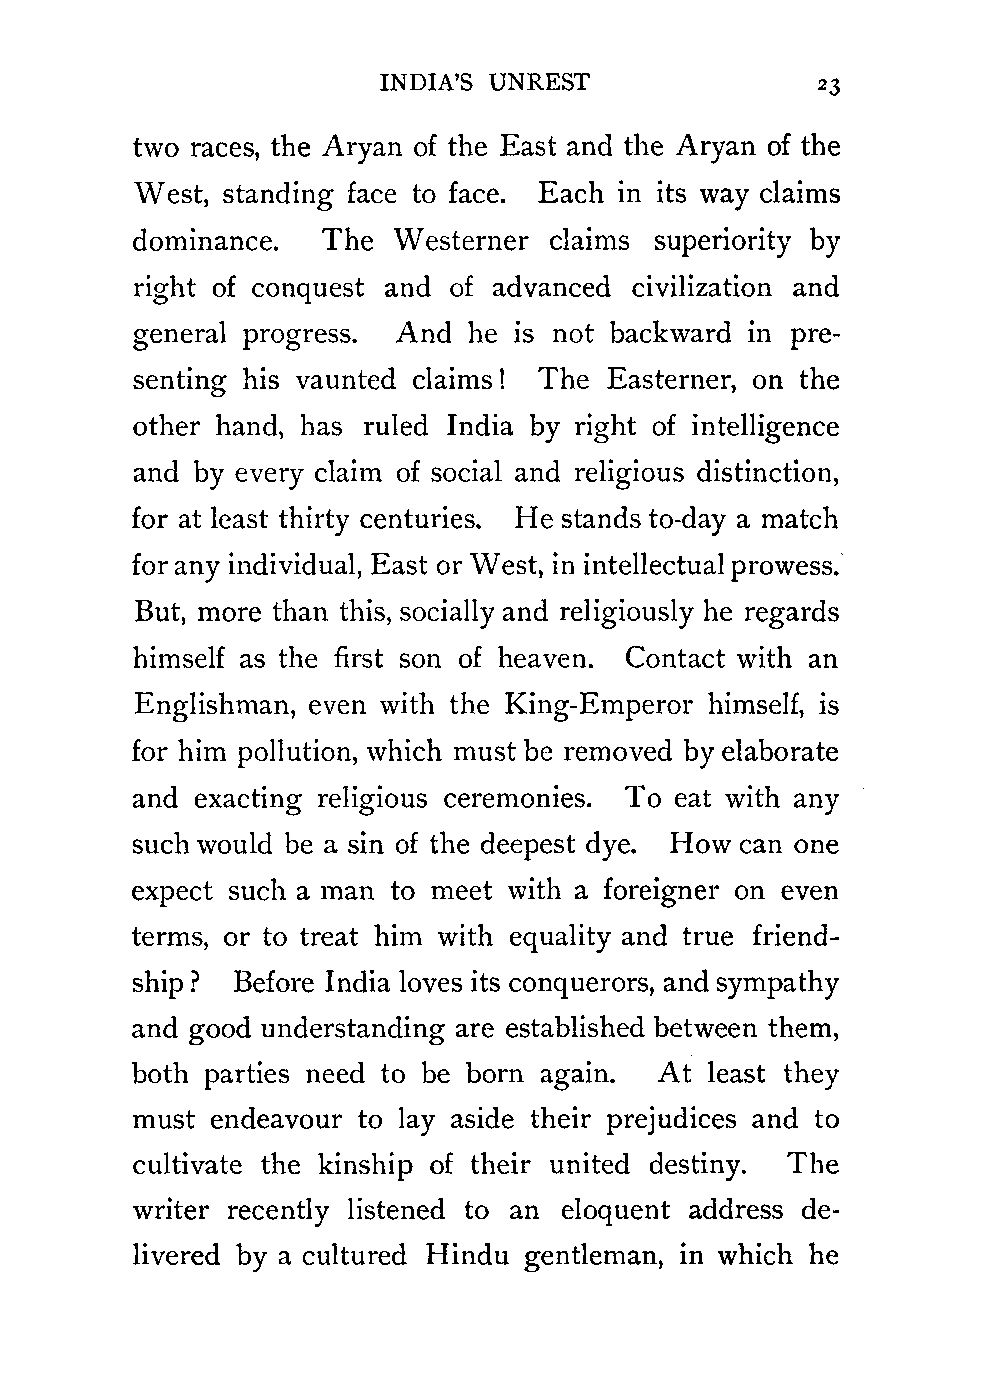 INDIA'S UNREST 23
two races, the Aryan of the East and the Aryan of the
West, standing face to face. Each in its way claims
dominance. The Westerner claims superiority by
right of conquest and of advanced civilization and
general progress. And he is not backward in pre-
senting his vaunted claims! The Easterner, on the
other hand, has ruled India by right of intelligence
and by every claim of social and religious distinction,
for at least thirty centuries. He stands to-day a match
for any individual, East or West, in intellectual prowess.
But, more than this, socially and religiously he regards
himself as the first son of heaven. Contact with an
Englishman, even with the King-Emperor himself, is
for him pollution, which must be removed by elaborate
and exacting religious ceremonies. To eat with any
such would be a sin of the deepest dye. How can one
expect such a man to meet with a foreigner on even
terms, or to treat him with equality and true friend-
ship? Before India loves its conquerors, and sympathy
and good understanding are established between them,
both parties need to be born again. At least they
must endeavour to lay aside their prejudices and to
cultivate the kinship of their united destiny. The
writer recently listened to an eloquent address de-
livered by a cultured Hindu gentleman, in which he